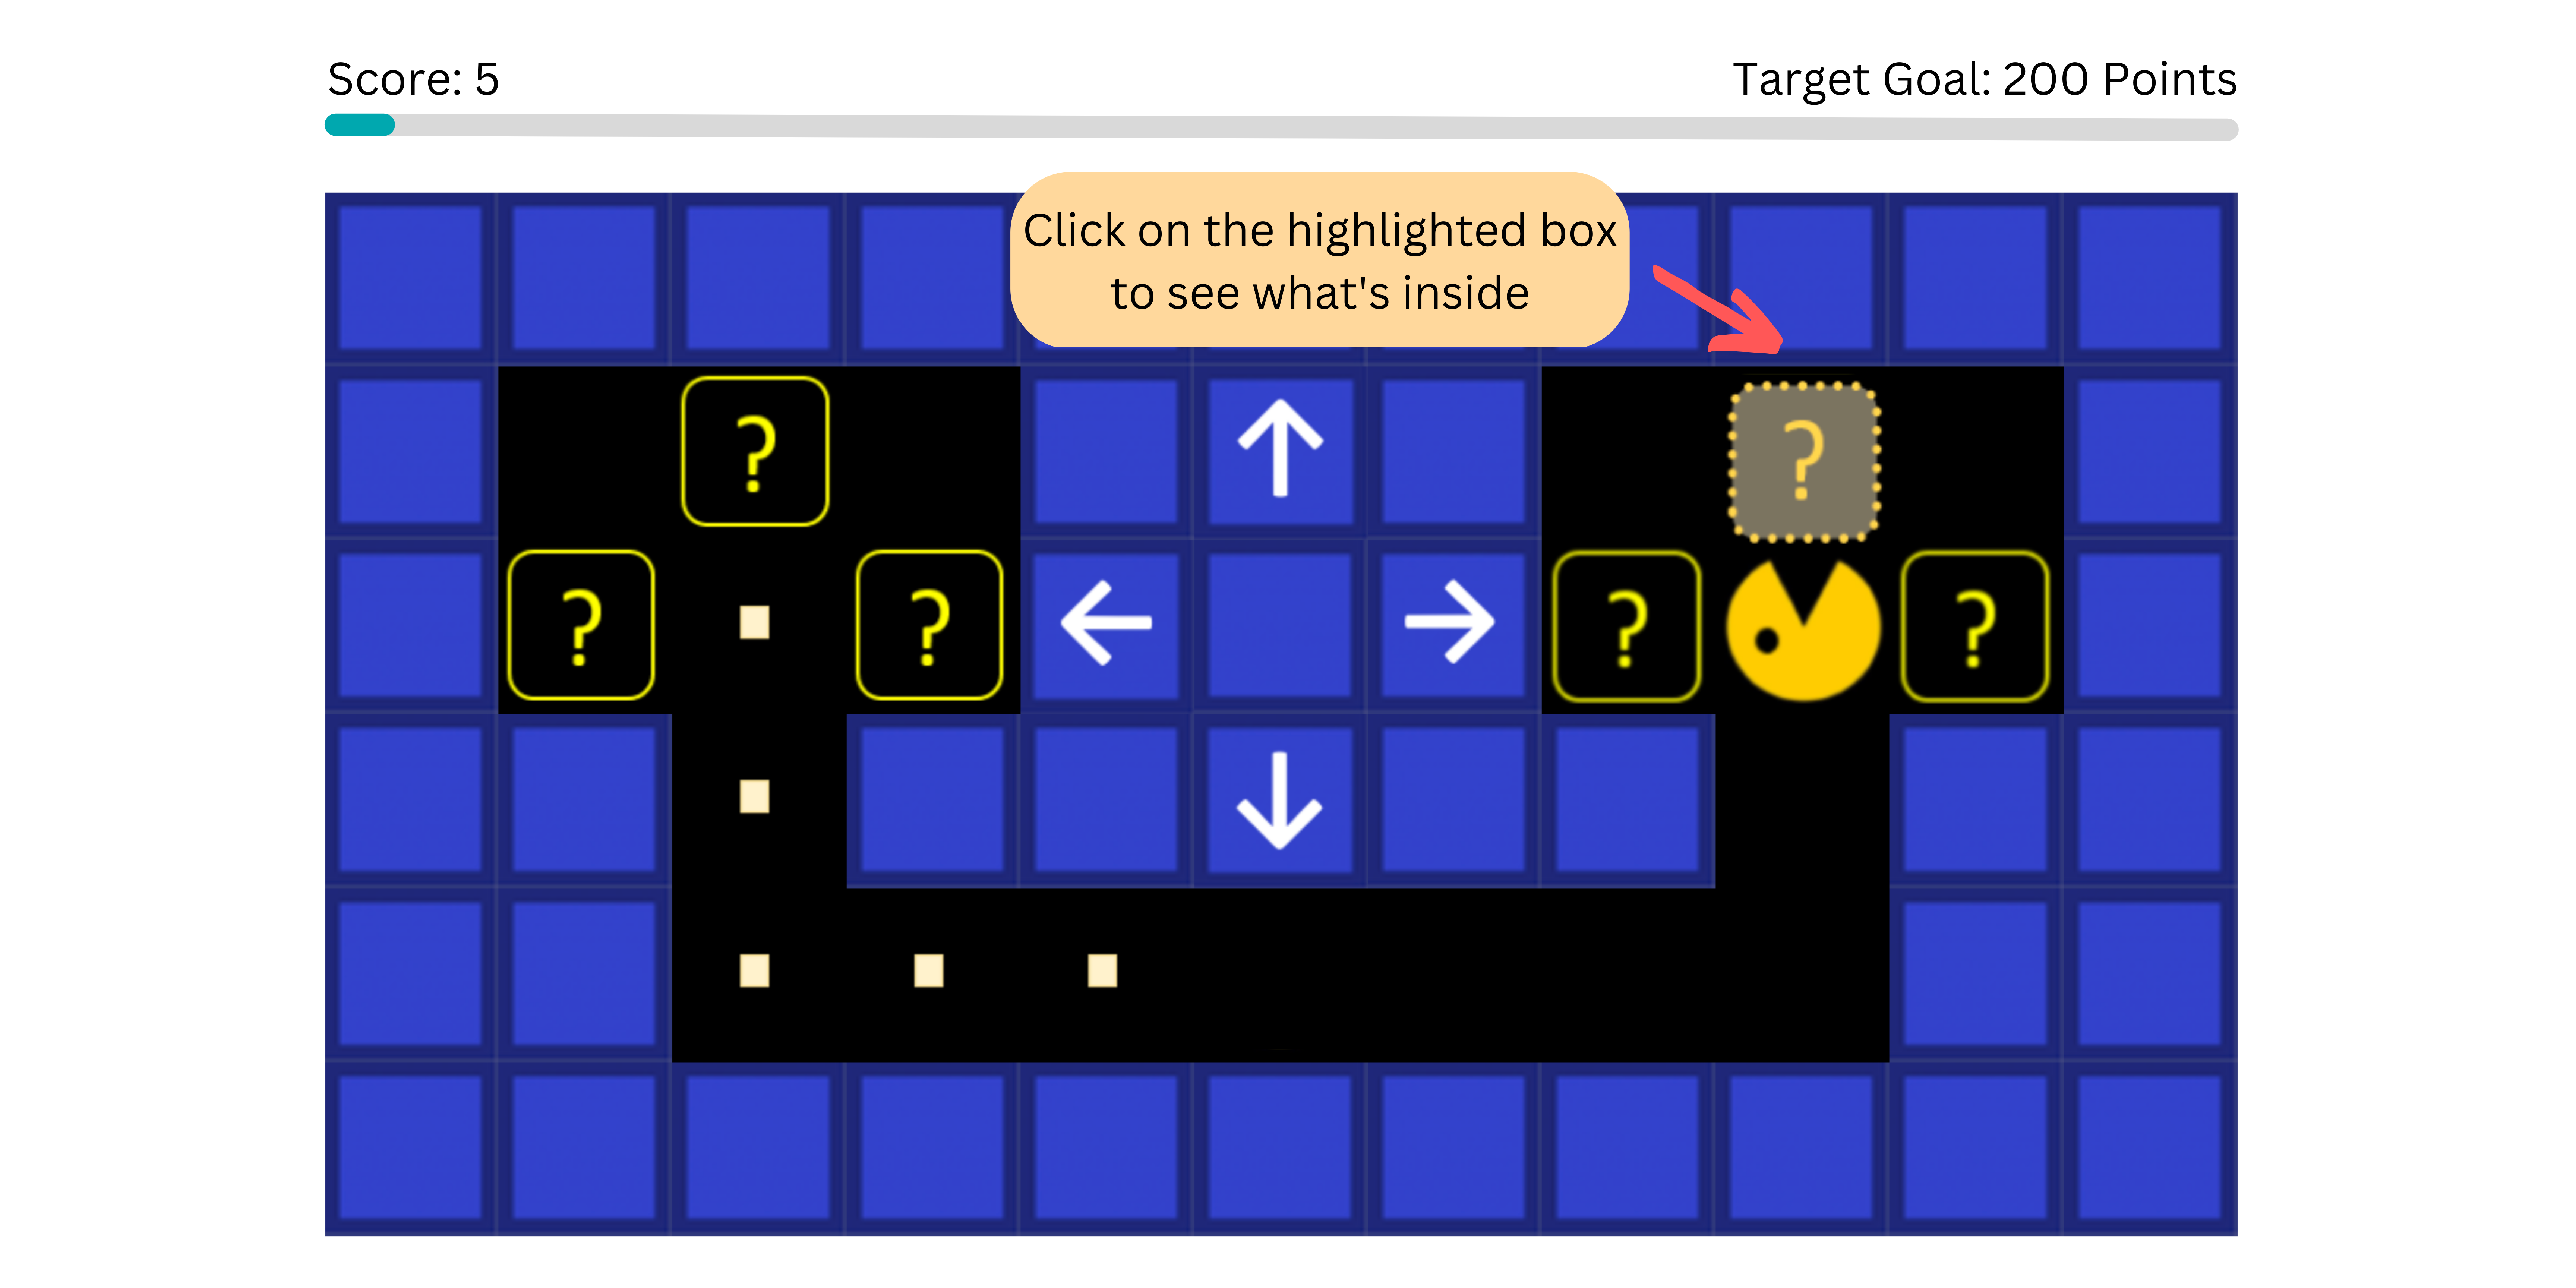 Score: 5
Target Goal: 200 Points
Click on the highlighted box
to see what's inside
?
?
?
?
?
?